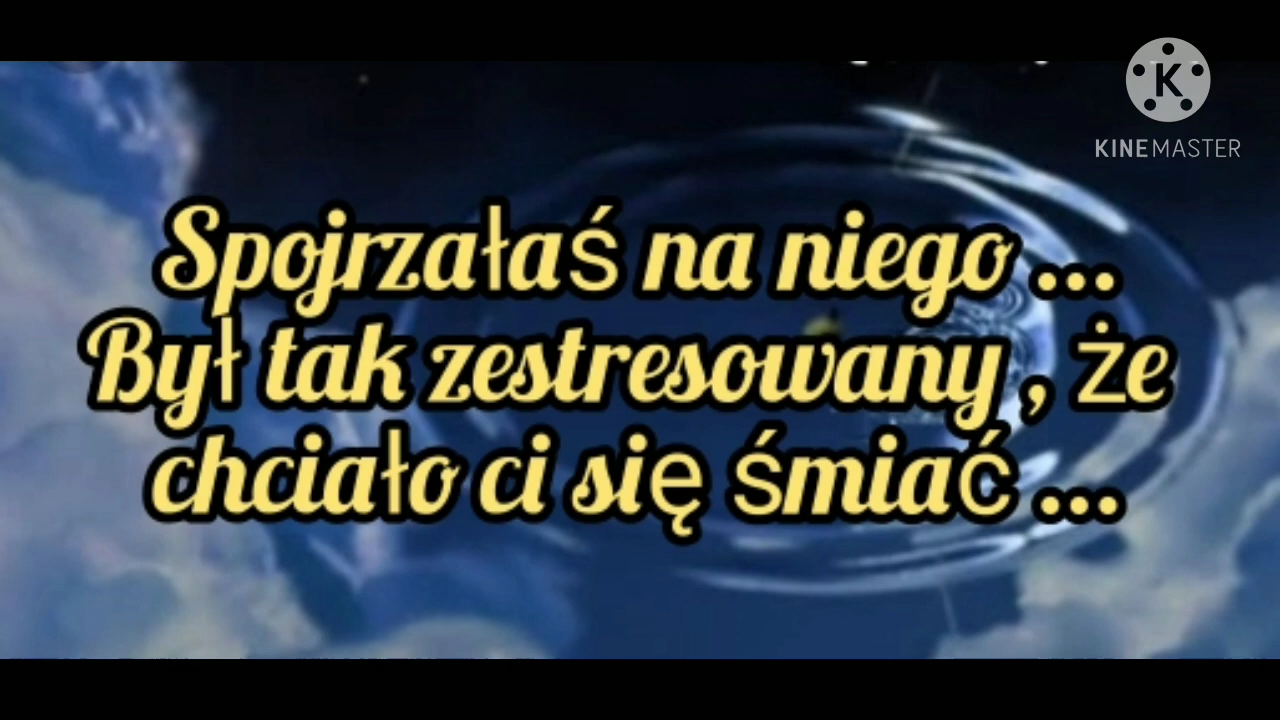 KINEMASTER
Spojrzałaś na niego ...
Był tak zestresowany , że
chciało ci się śmiać ...